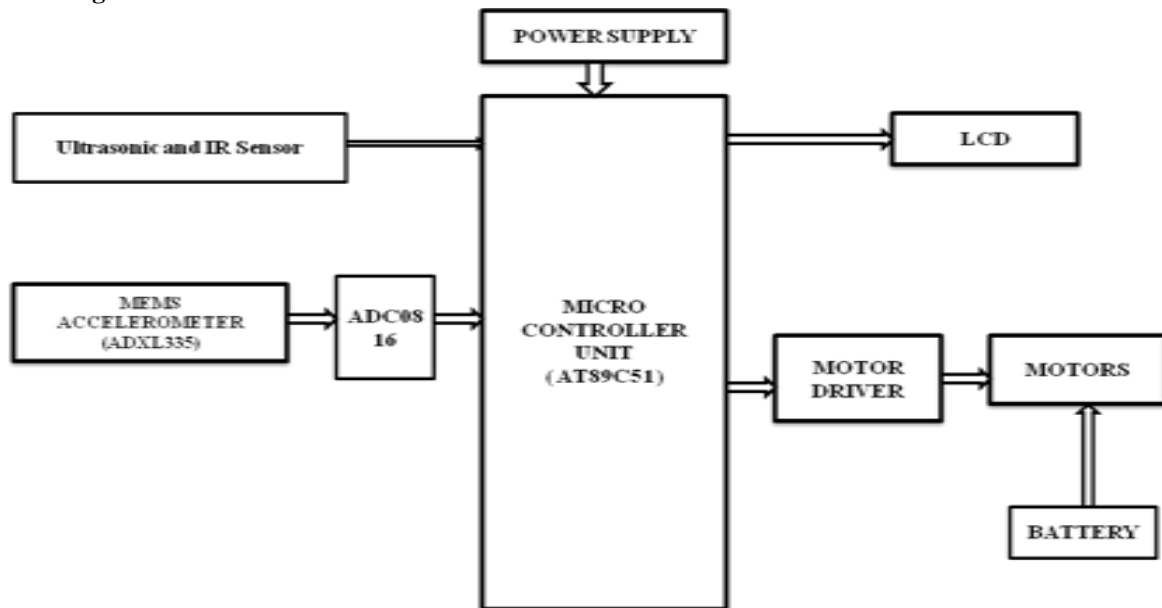 POWER SUPPLY
Ultrasonic and IR Sensor
LCD
MEMS
ACCELEROMETER
(ADXL335)
ADC08
16
MICRO
CONTROLLER
UNIT
( AT89C51)
MOTOR
DRIVER
MOTORS
BATTERY